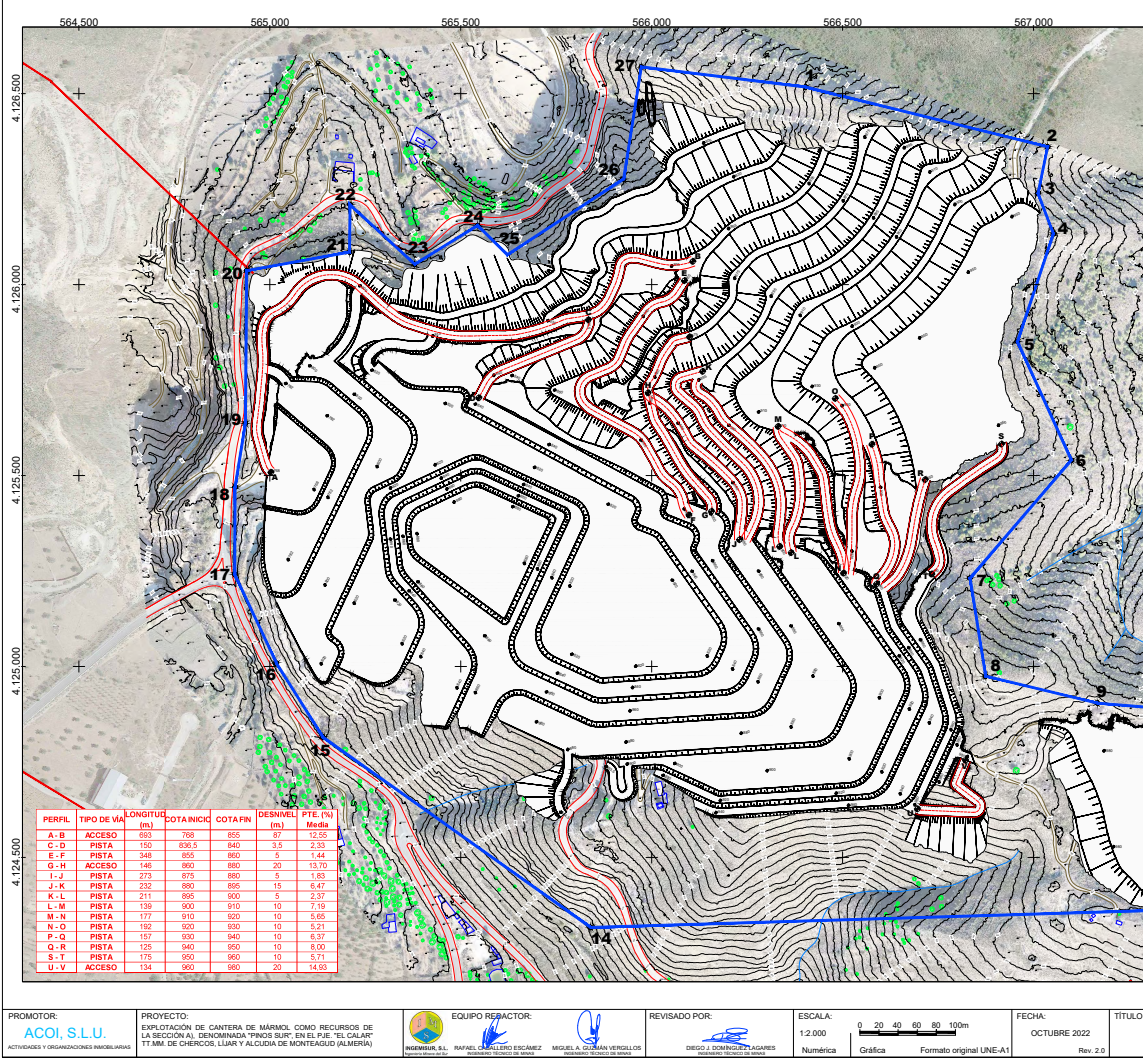 564,500 565,000 565,500 566,000 566,500 567,000
4.126,500
4.126,000
4.125,500
4.125,000
4.124,500
27
1
2
3
4
26
22
24
25
21
23
20
5
19
6
18
17
7
16
8
9
15
14
B
E
K
O
M
P
S
R
A
G
J
T
PERFIL TIPO DE VÍA LONGITUD (m.) COTA INICIO COTA FIN DESNIVEL (m.) PTE. (%) Media
A - B ACCESO 693 768 855 87 12,55
C - D PISTA 150 836,5 840 3,5 2,33
E - F PISTA 348 855 860 5 1,44
G - H ACCESO 146 860 880 20 13,70
I - J PISTA 273 875 880 5 1,83
J - K PISTA 232 880 895 15 6,47
K - L PISTA 211 895 900 5 2,37
L - M PISTA 139 900 910 10 7,19
M - N PISTA 177 910 920 10 5,65
N - O PISTA 192 920 930 10 5,21
P - Q PISTA 157 930 940 10 6,37
Q - R PISTA 125 940 950 10 8,00
S - T PISTA 175 950 960 10 5,71
U - V ACCESO 134 960 980 20 14,93
PROMOTOR:
ACOI, S.L.U.
ACTIVIDADES Y ORGANIZACIONES INMOBILIARIAS
PROYECTO:
EXPLOTACIÓN DE CANTERA DE MÁRMOL COMO RECURSOS DE
LA SECCIÓN A), DENOMINADA "PINOS SUR", EN EL PJE. "EL CALAR"
TT.MM. DE CHERCOS, LÍJAR Y ALCUDIA DE MONTEAGUD (ALMERÍA)
INGEMISUR, S.L.
Ingeniería Minera del Sur
EQUIPO REDACTOR:
RAFAEL CABALLERO ESCÁMEZ
INGENIERO TÉCNICO DE MINAS
MIGUEL A. GUZMÁN VERGILLOS
INGENIERO TÉCNICO DE MINAS
REVISADO POR:
DIEGO J. DOMÍNGUEZ LAGARES
INGENIERO TÉCNICO DE MINAS
ESCALA:
1:2.000
Numérica
0 20 40 60 80 100m
Gráfica
Formato original UNE-A1
FECHA:
OCTUBRE 2022
Rev. 2.0
TÍTULO